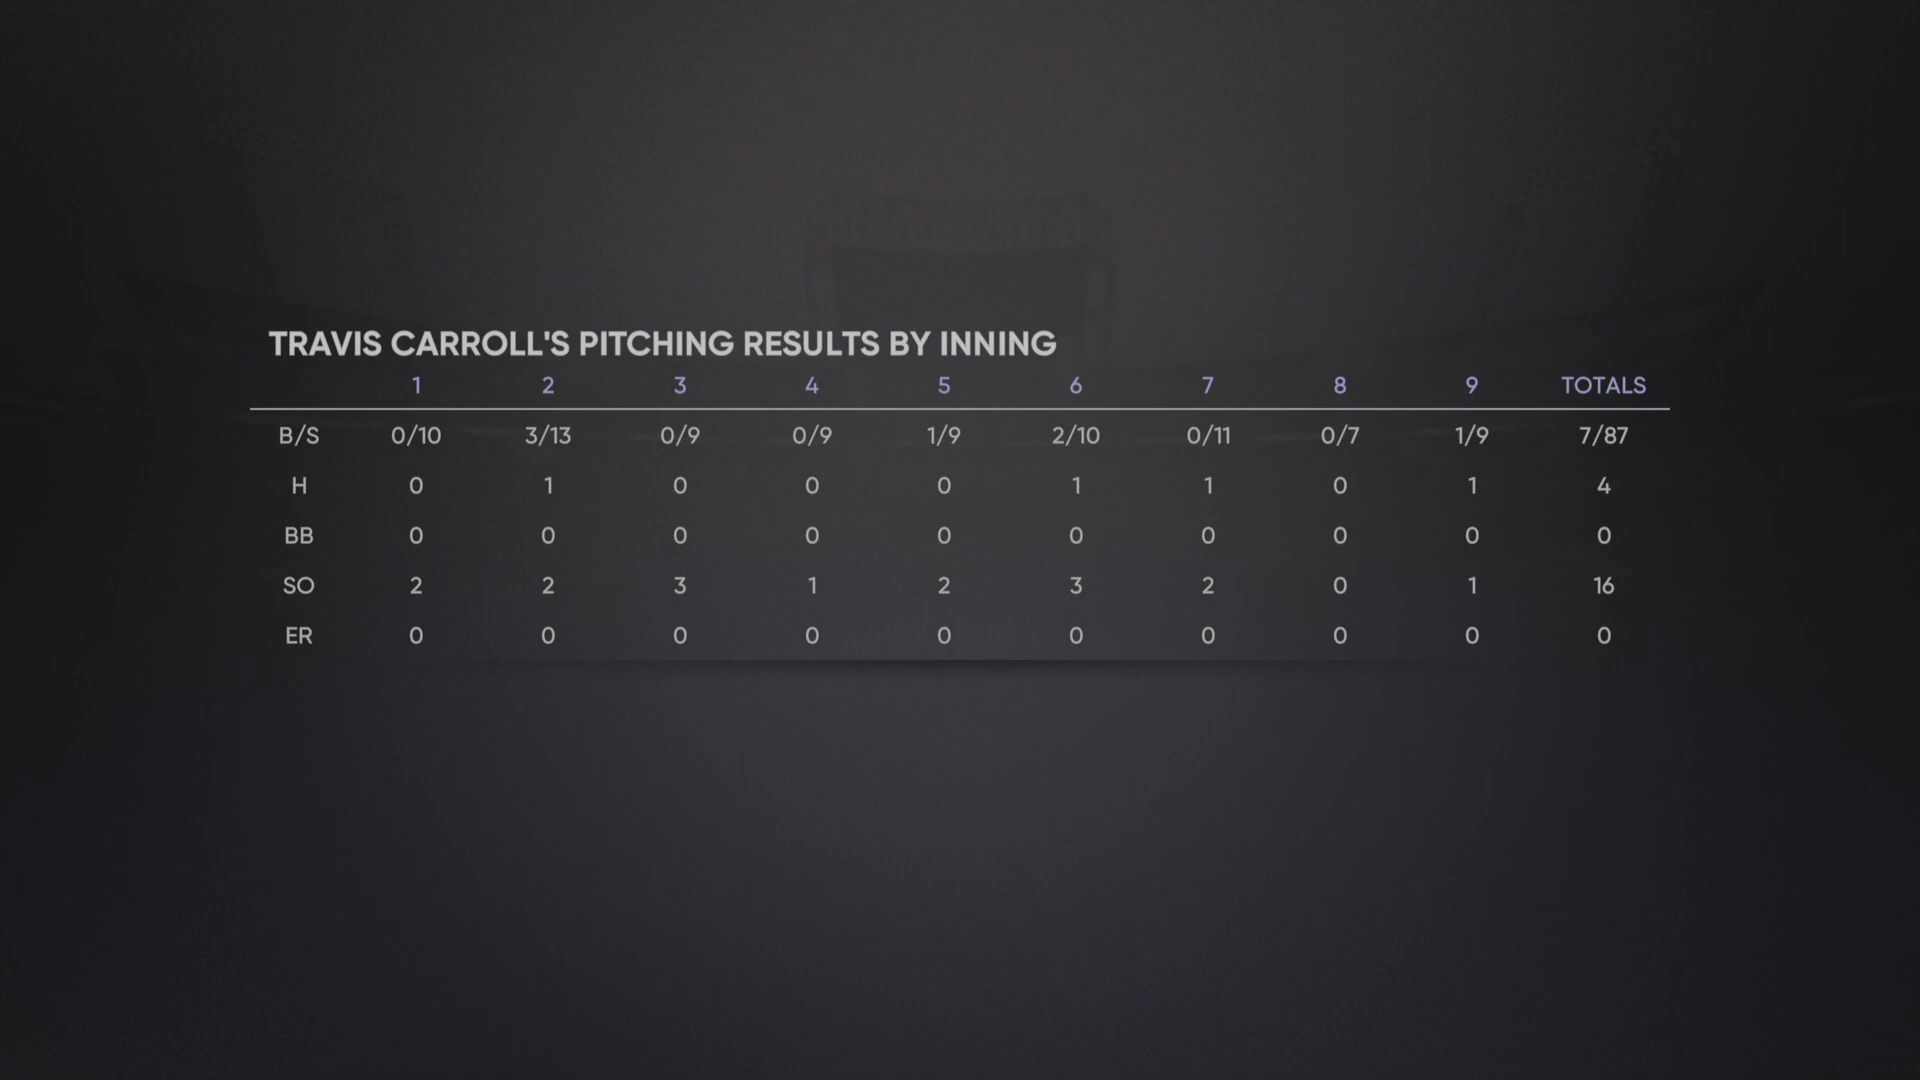 TRAVIS CARROLL'S PITCHING RESULTS BY INNING
1 2 3 4 5 6 7 8 9 TOTALS
B/S 0/10 3/13 0/9 0/9 1/9 2/10 0/11 0/7 1/9 7/87
H 0 1 0 0 0 1 1 0 1 4
BB 0 0 0 0 0 0 0 0 0 0
SO 2 2 3 1 2 3 2 0 1 16
ER 0 0 0 0 0 0 0 0 0 0